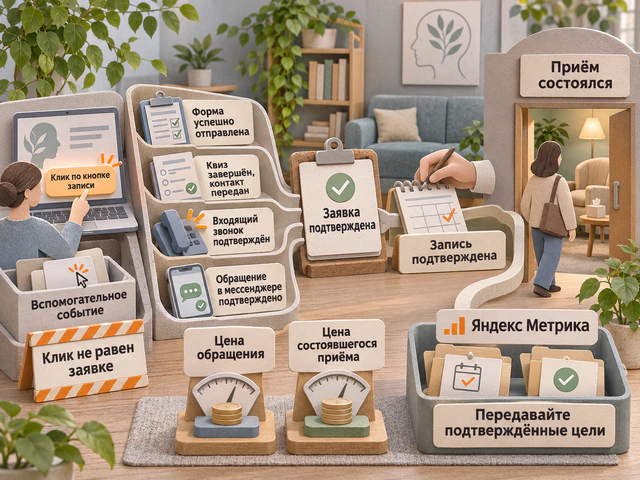 Клик по кнопке
записи
Вспомогательное
событие
Клик не равен
заявке
Форма
успешно
отправлена
Квиз
завершён,
контакт
передан
Входящий
звонок
подтверждён
Обращение
в мессенджере
подтверждено
Заявка
подтверждена
Запись
подтверждена
Приём
состоялся
Цена
обращения
Цена
состоявшегося
приёма
Яндекс Метрика
Передавайте
подтверждённые цели